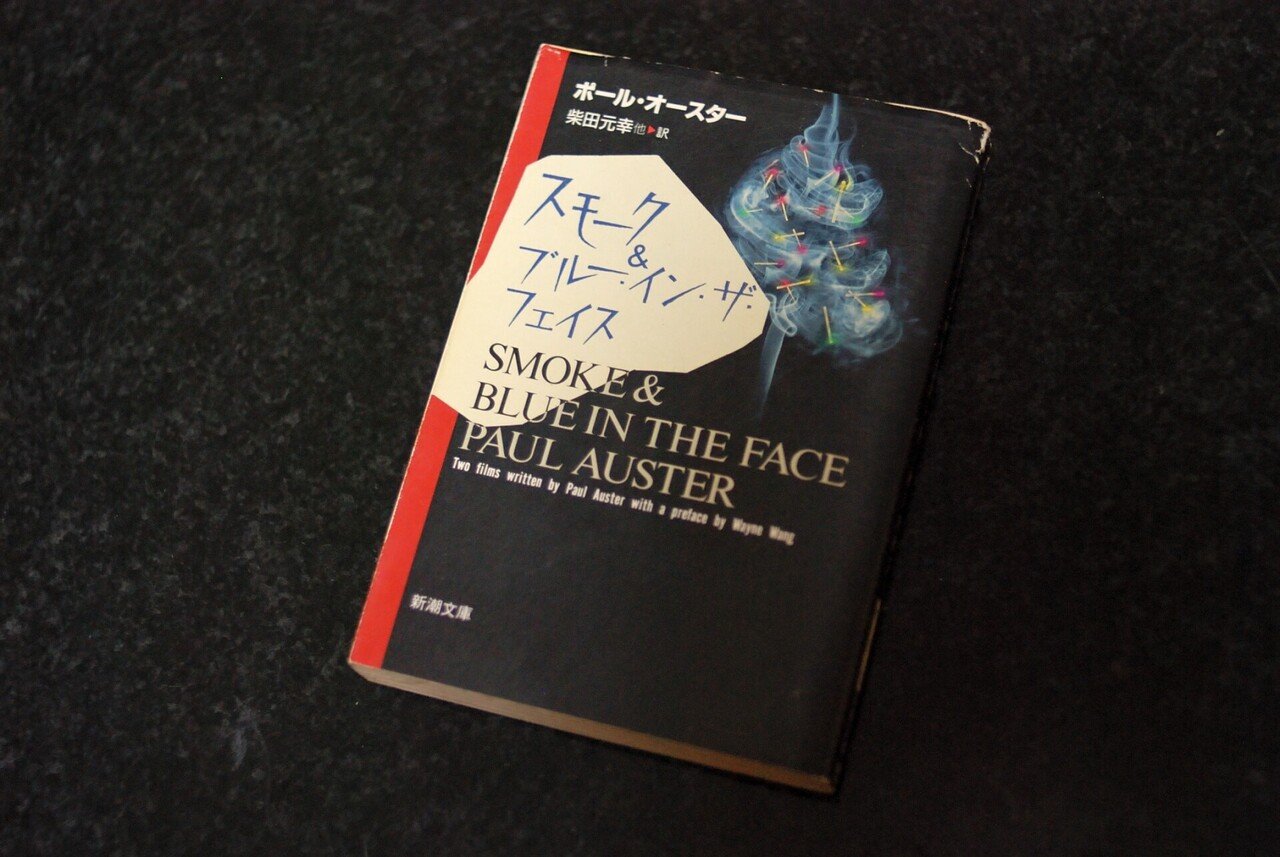 ポール・オースター
柴田元幸他▶訳
スモーク
&
ブルー・イン・ザ・
フェイス
SMOKE &
BLUE IN THE FACE
PAUL AUSTER
Two films written by Paul Auster with a preface by Wayne Wang
新潮文庫